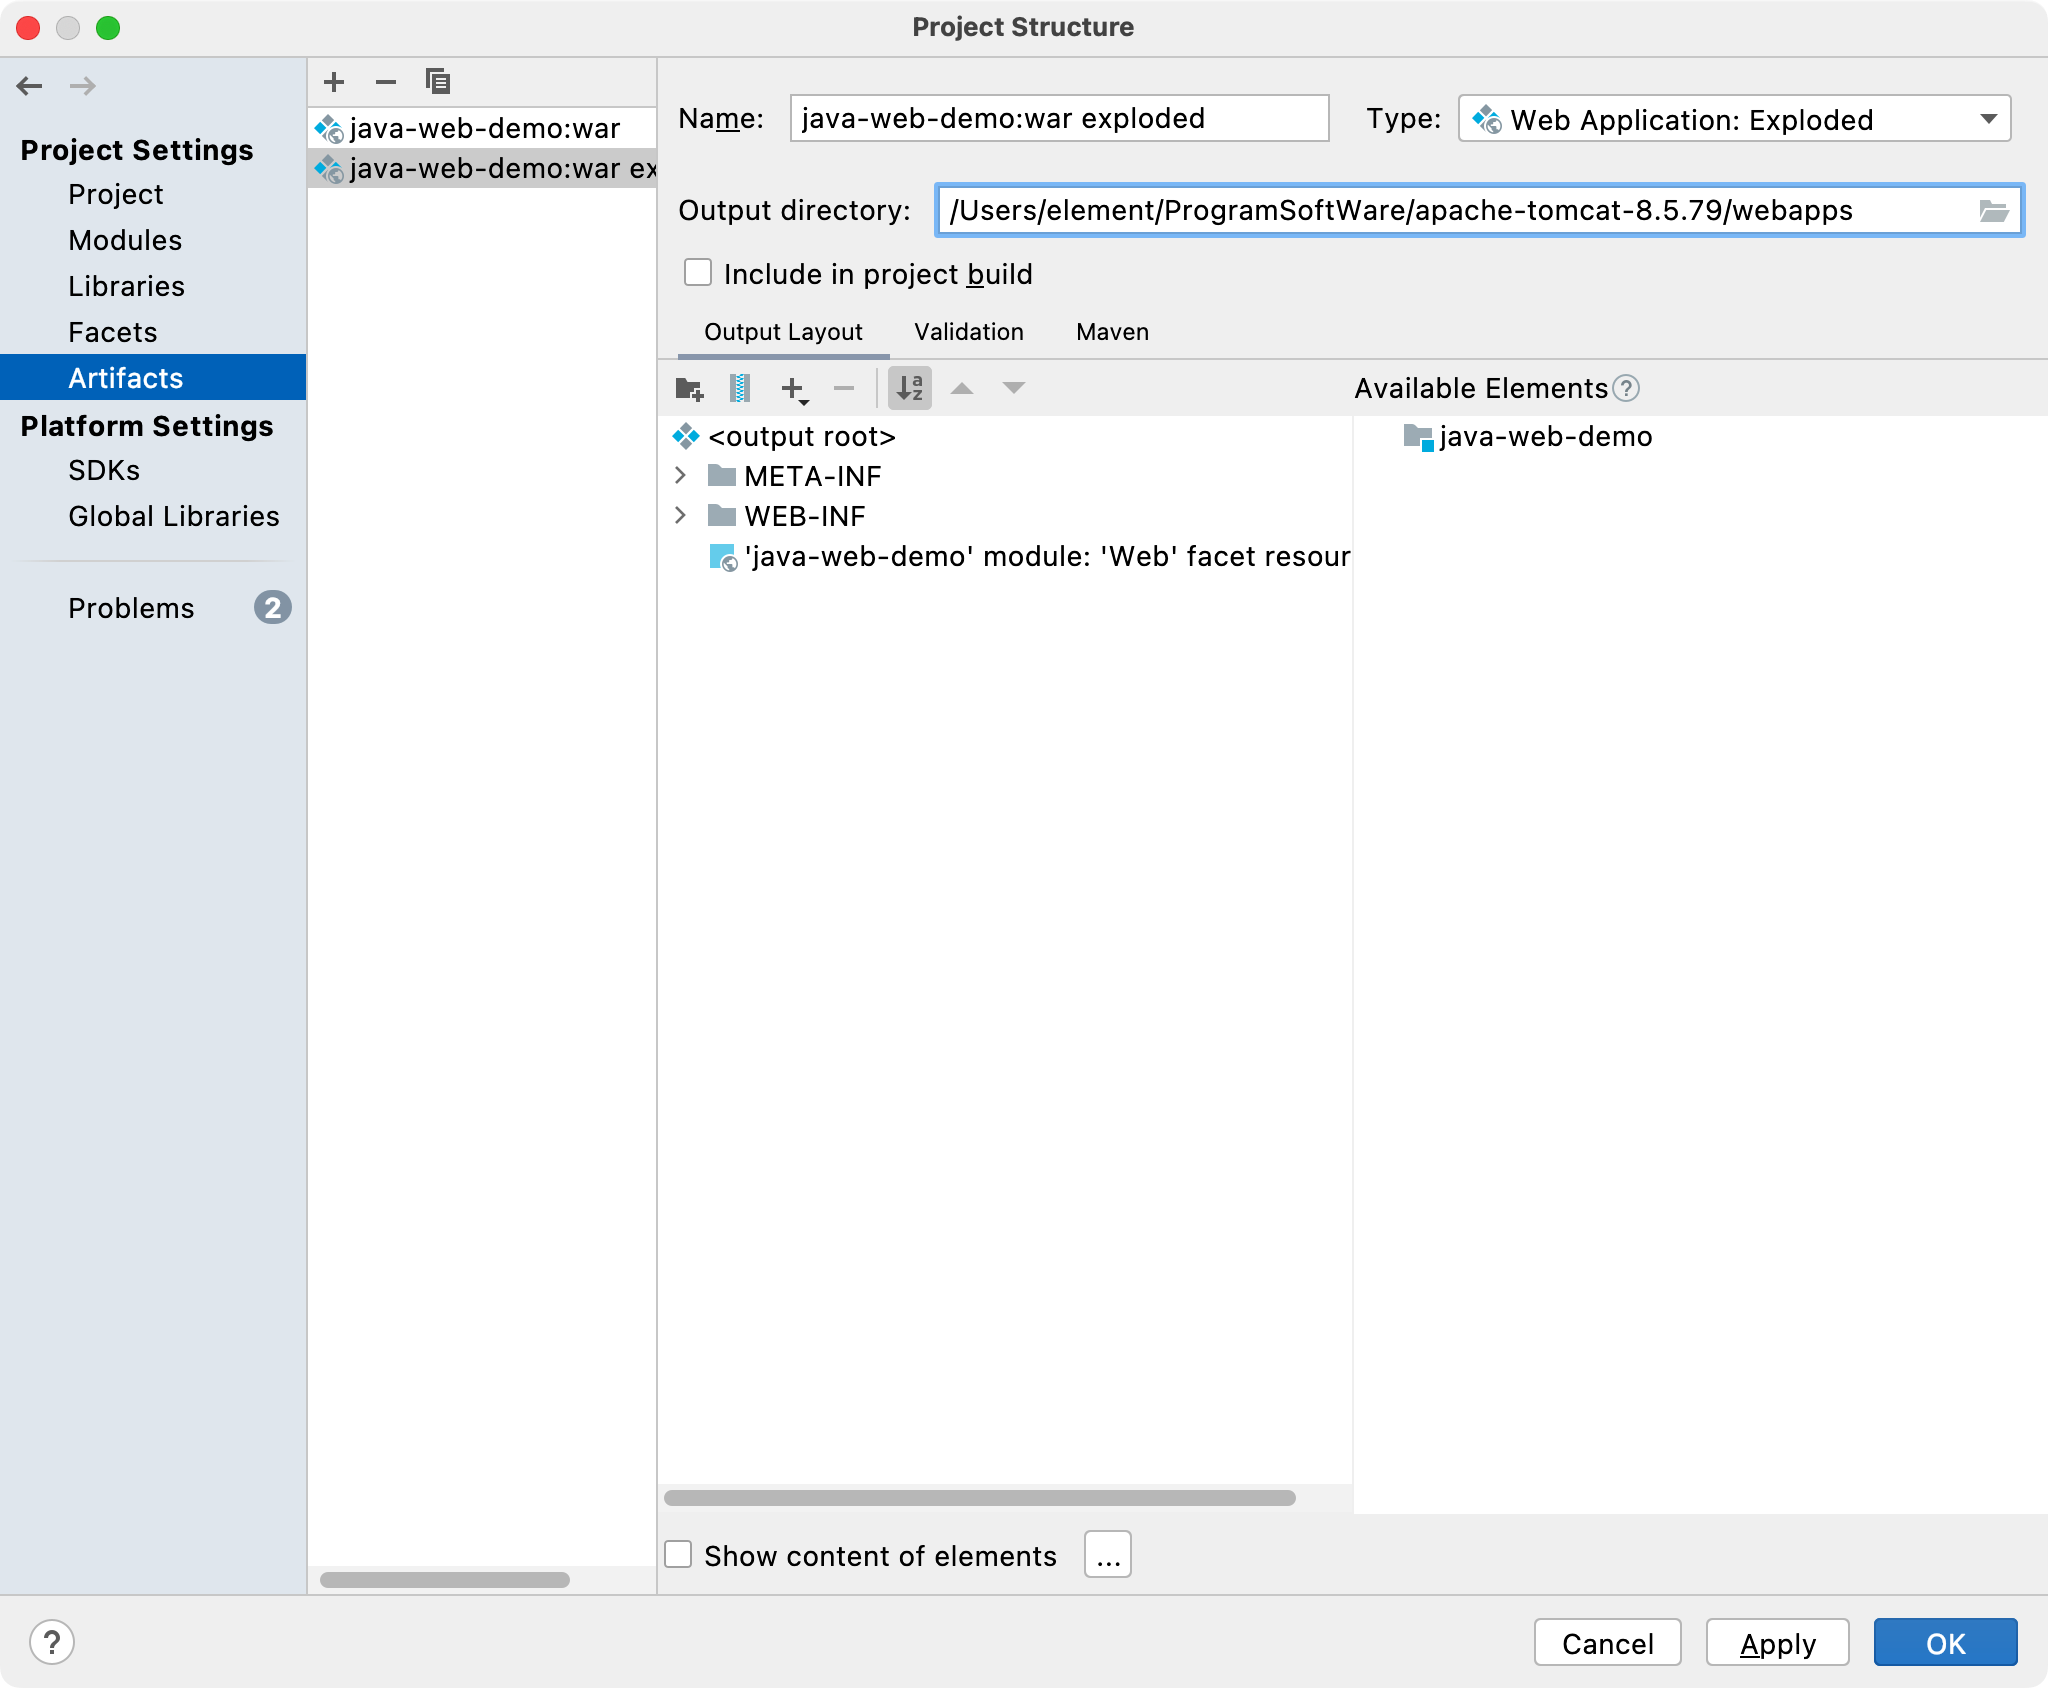 Project Structure
Project Settings
Project
Modules
Libraries
Facets
Artifacts
Platform Settings
SDKs
Global Libraries
Problems
2
java-web-demo:war
java-web-demo:war ex
Name:
java-web-demo:war exploded
Type:
Web Application: Exploded
Output directory:
/Users/element/ProgramSoftWare/apache-tomcat-8.5.79/webapps
Include in project build
Output Layout
Validation
Maven
a
z
Available Elements
?
<output root>
META-INF
WEB-INF
'java-web-demo' module: 'Web' facet resour
java-web-demo
Show content of elements
...
?
Cancel
Apply
OK